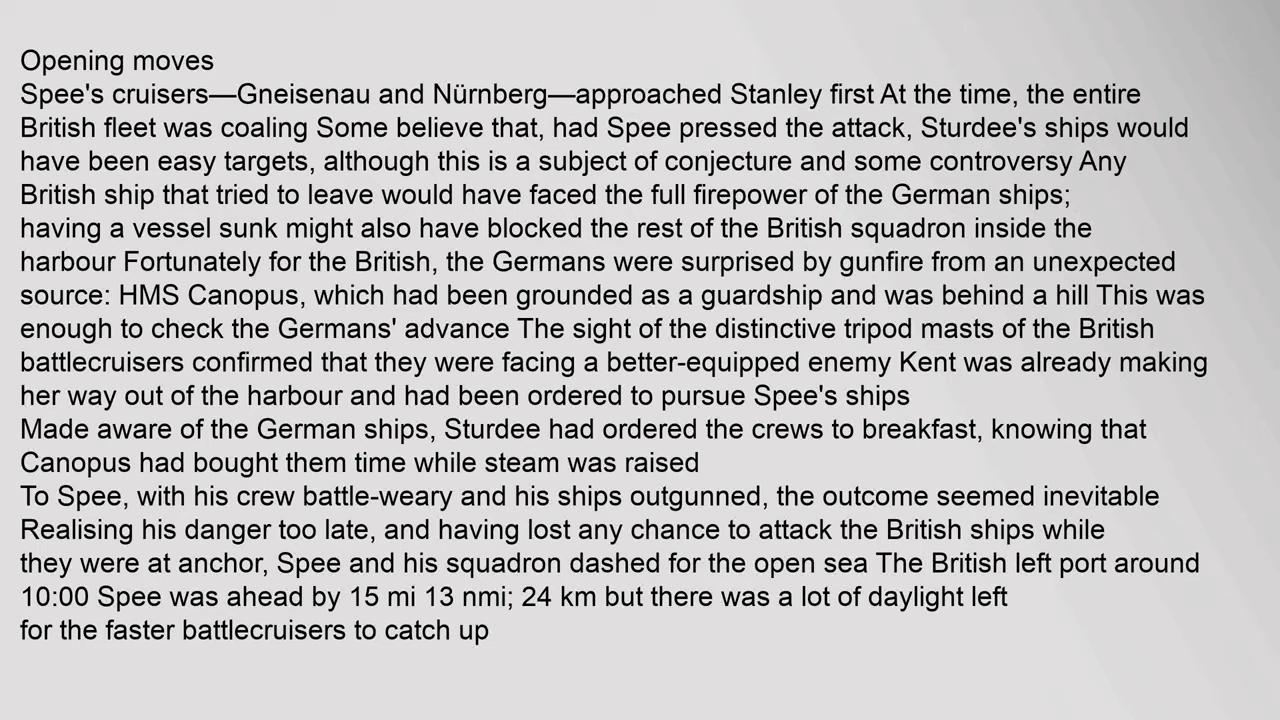 Opening moves
Spee's cruisers—Gneisenau and Nürnberg—approached Stanley first At the time, the entire
British fleet was coaling Some believe that, had Spee pressed the attack, Sturdee's ships would
have been easy targets, although this is a subject of conjecture and some controversy Any
British ship that tried to leave would have faced the full firepower of the German ships;
having a vessel sunk might also have blocked the rest of the British squadron inside the
harbour Fortunately for the British, the Germans were surprised by gunfire from an unexpected
source: HMS Canopus, which had been grounded as a guardship and was behind a hill This was
enough to check the Germans' advance The sight of the distinctive tripod masts of the British
battlecruisers confirmed that they were facing a better-equipped enemy Kent was already making
her way out of the harbour and had been ordered to pursue Spee's ships
Made aware of the German ships, Sturdee had ordered the crews to breakfast, knowing that
Canopus had bought them time while steam was raised
To Spee, with his crew battle-weary and his ships outgunned, the outcome seemed inevitable
Realising his danger too late, and having lost any chance to attack the British ships while
they were at anchor, Spee and his squadron dashed for the open sea The British left port around
10:00 Spee was ahead by 15 mi 13 nmi; 24 km but there was a lot of daylight left
for the faster battlecruisers to catch up